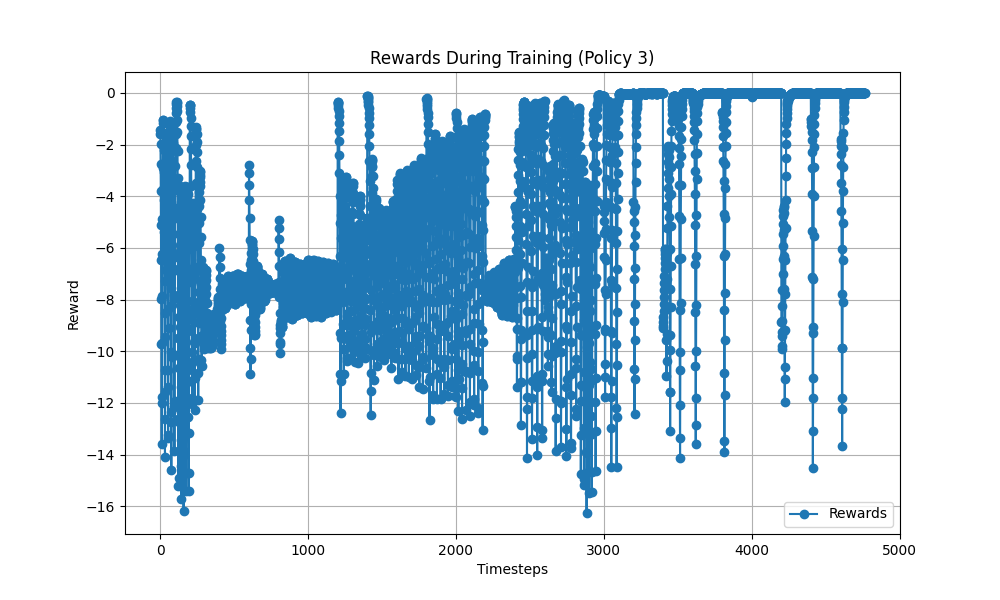 Rewards During Training (Policy 3)
Reward
0
−2
−4
−6
−8
−10
−12
−14
−16
0 1000 2000 3000 4000 5000
Timesteps
Rewards